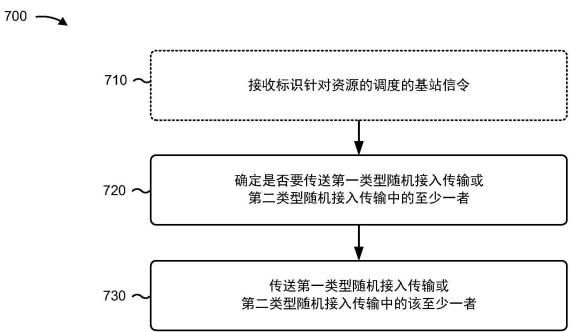 700
710
接收标识针对资源的调度的基站信令
720
确定是否要传送第一类型随机接入传输或
第二类型随机接入传输中的至少一者
730
传送第一类型随机接入传输或
第二类型随机接入传输中的该至少一者